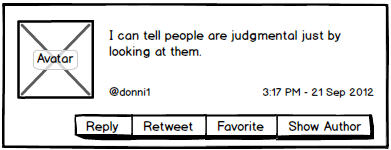 Avatar
I can tell people are judgmental just by
looking at them.
@donni1 3:17 PM - 21 Sep 2012
Reply Retweet Favorite Show Author